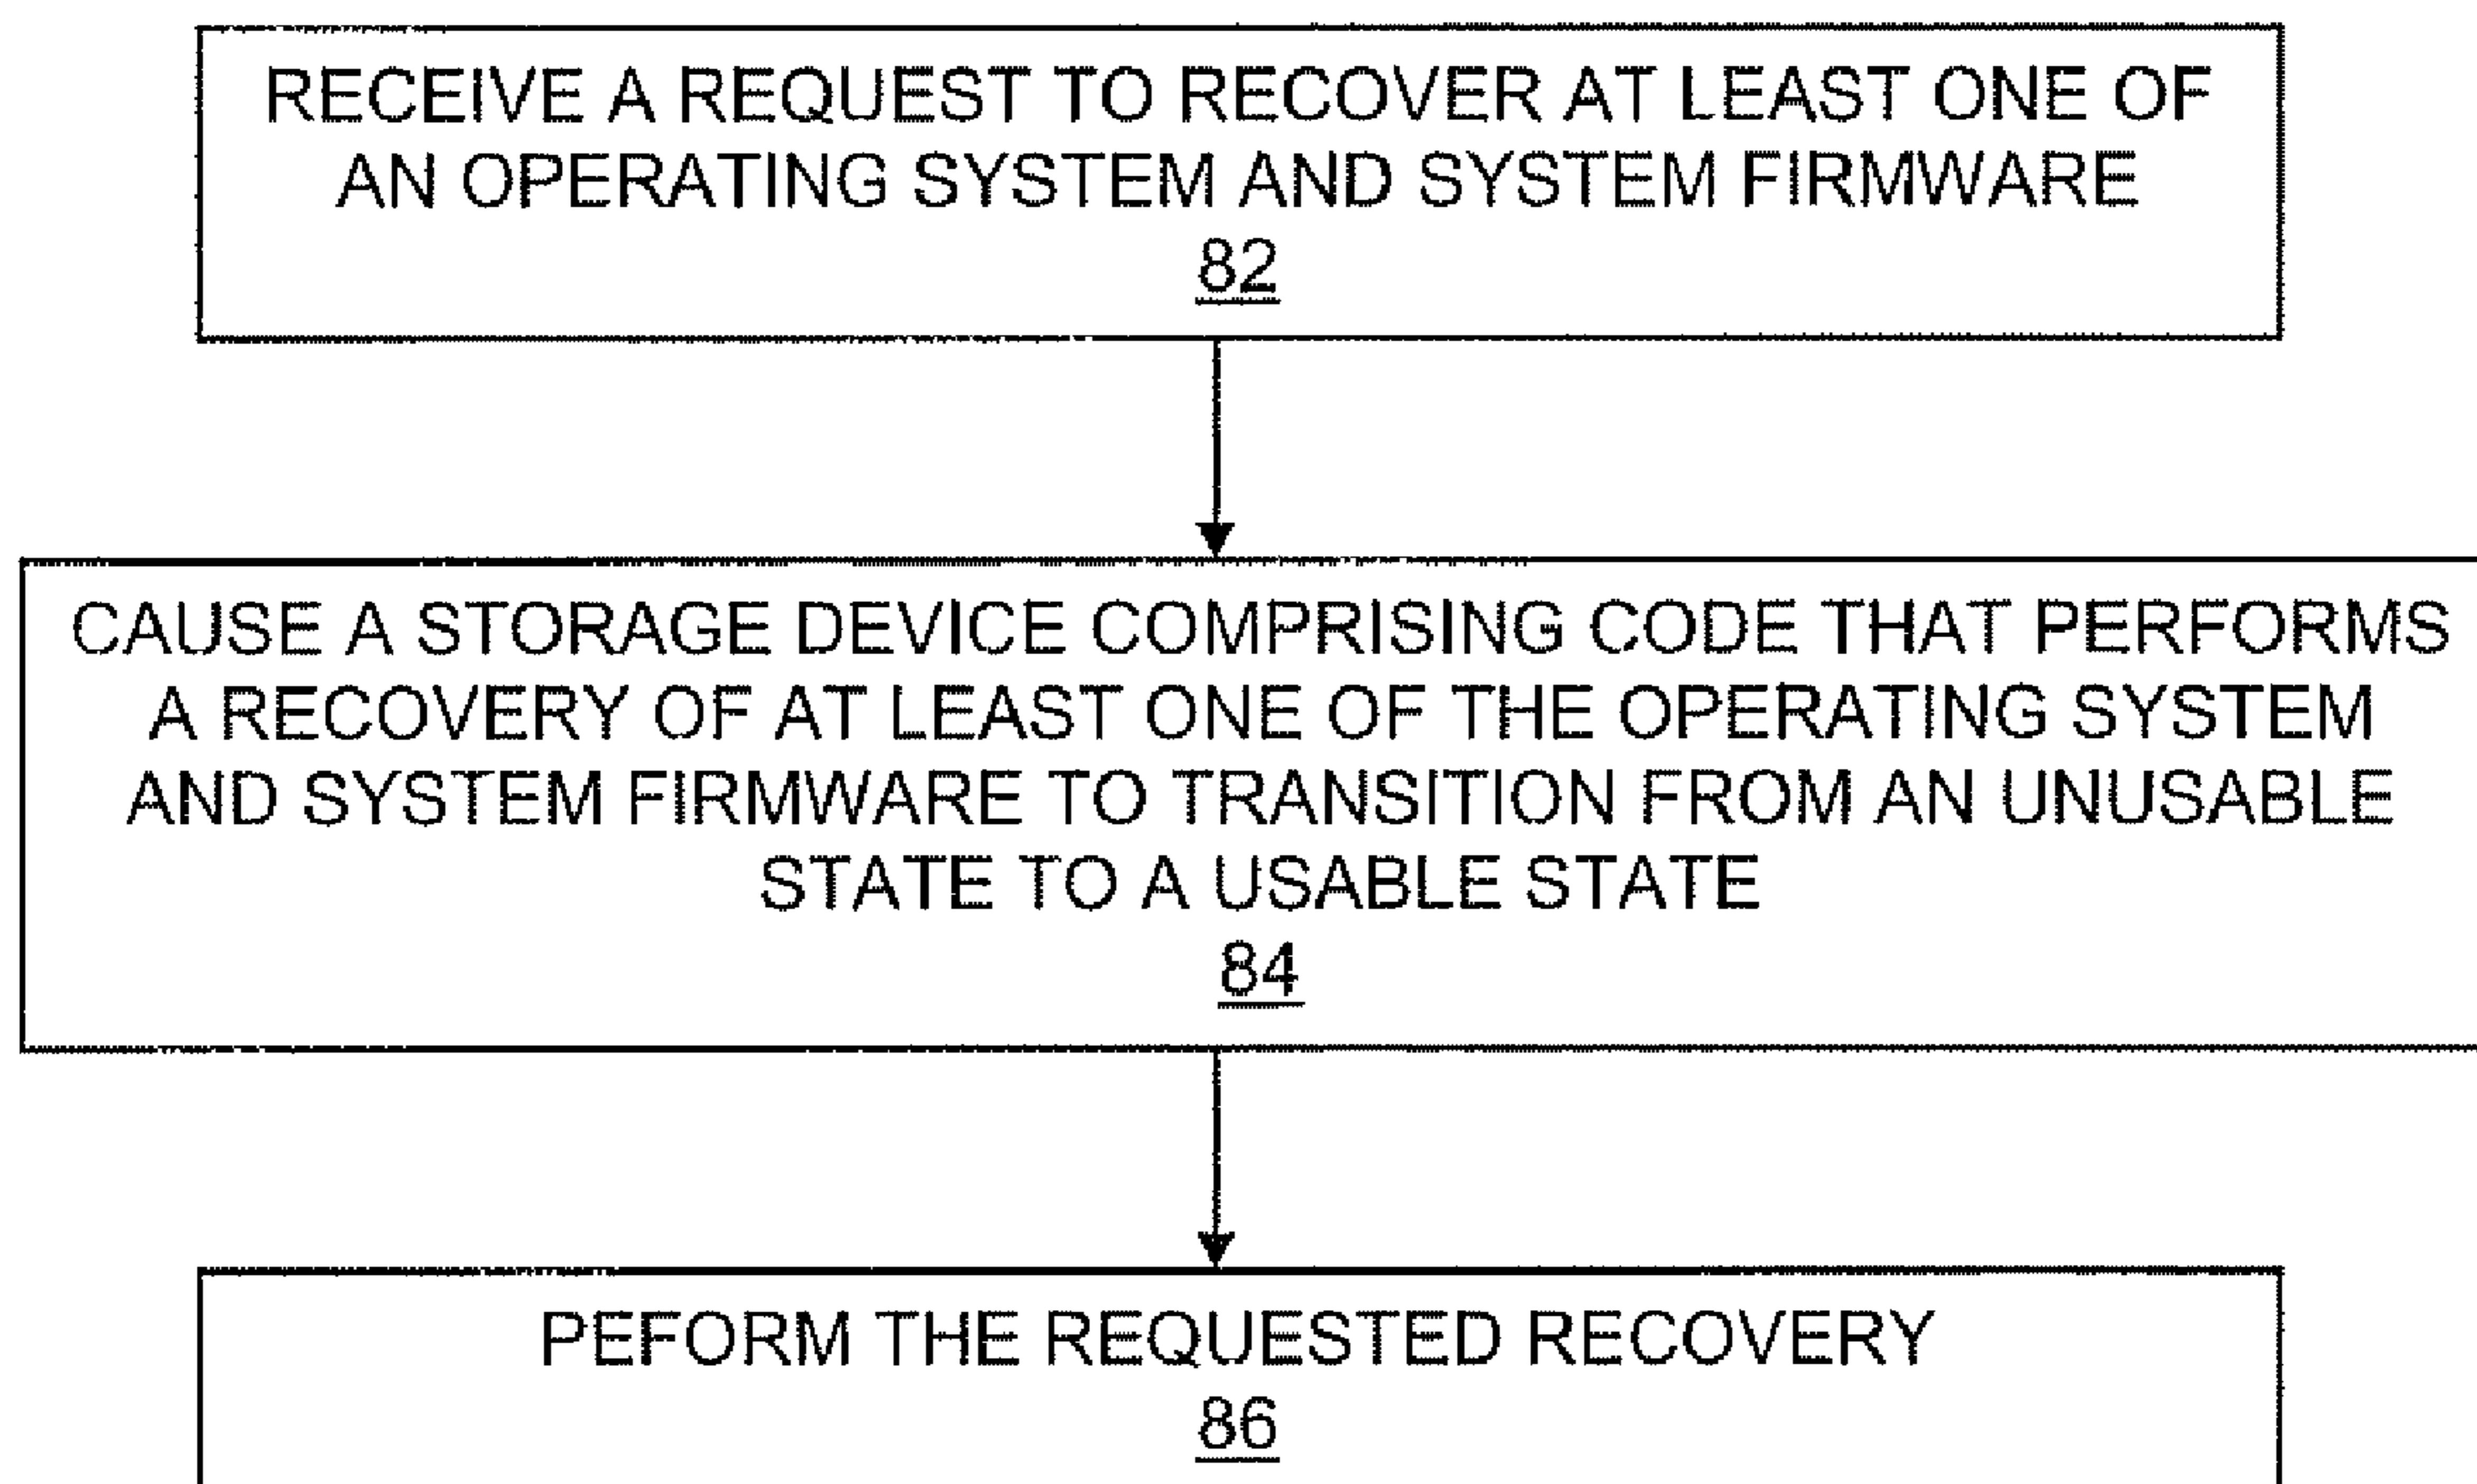 RECEIVE A REQUEST TO RECOVER AT LEAST ONE OF
AN OPERATING SYSTEM AND SYSTEM FIRMWARE
82
CAUSE A STORAGE DEVICE COMPRISING CODE THAT PERFORMS
A RECOVERY OF AT LEAST ONE OF THE OPERATING SYSTEM
AND SYSTEM FIRMWARE TO TRANSITION FROM AN UNUSABLE
STATE TO A USABLE STATE
84
PEFORM THE REQUESTED RECOVERY
86